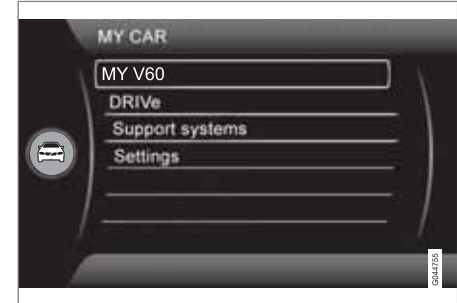 MY CAR
MY V60
DRIVe
Support systems
Settings
G044755